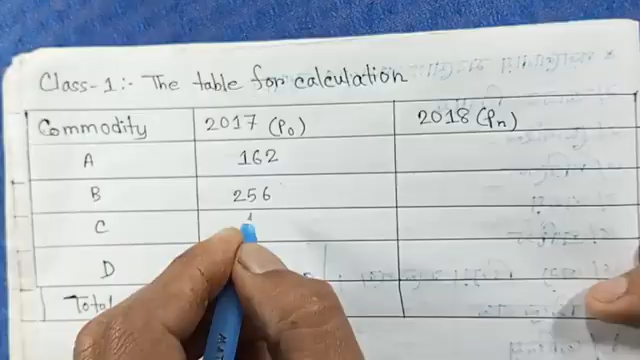 Class-1:- The table for calculation
Commodity 2017 (P₀) 2018 (Pₙ)
A 162
B 256
C
D
Total